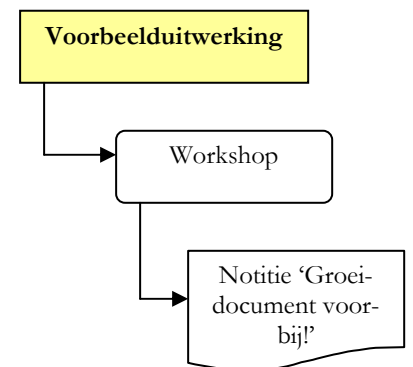 Voorbeelduitwerking
Workshop
Notitie ‘Groei-
document voor-
bij!’